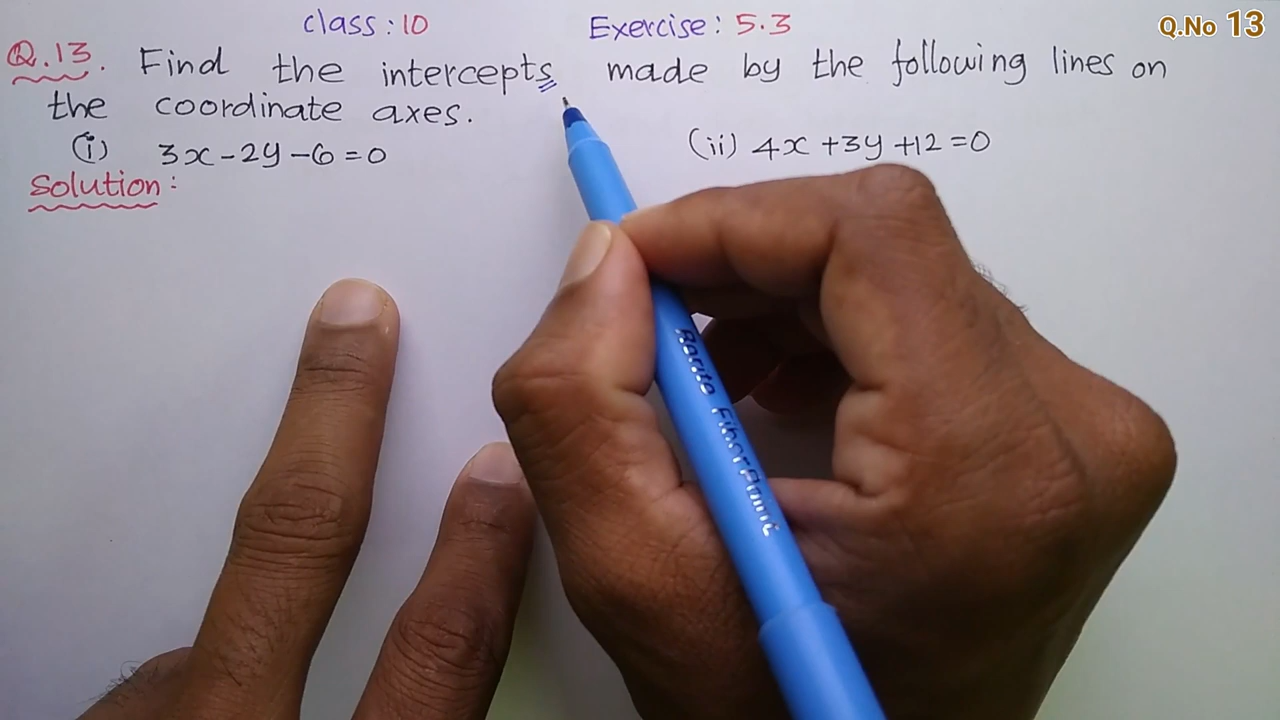 class: 10 Exercise: 5.3
Q.No 13
Q.13. Find the intercepts made by the following lines on
the coordinate axes.
(i) 3x - 2y - 6 = 0 (ii) 4x + 3y + 12 = 0
Solution: